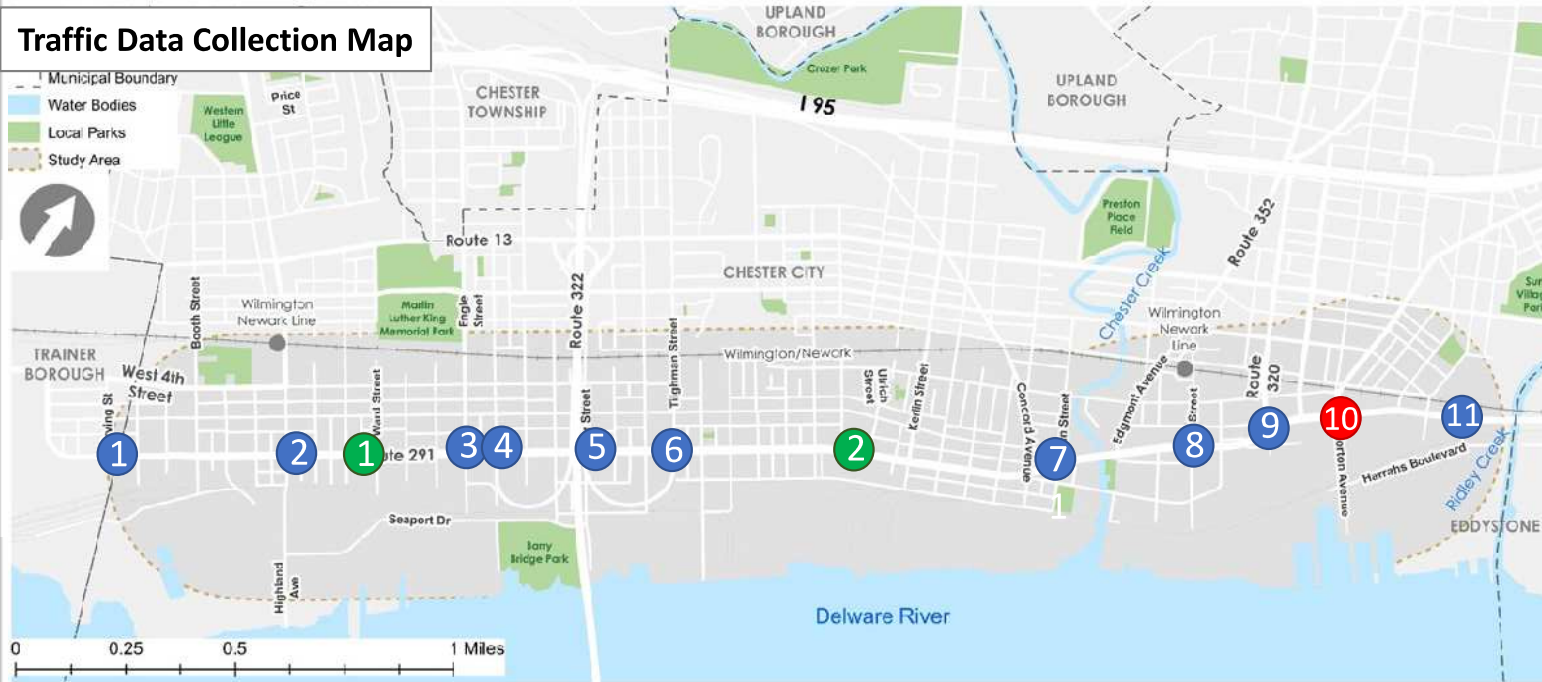 Traffic Data Collection Map
Municipal Boundary
Water Bodies
Local Parks
Study Area
UPLAND
BOROUGH
Crozer Park
I 95
UPLAND
BOROUGH
CHESTER
TOWNSHIP
Price
St
Western
Little
League
Preston
Place
Field
Route 352
Route 13
Chester Creek
CHESTER CITY
Route 322
Booth Street
Wilmington
Newark Line
Martin
Luther King
Memorial Park
Engle
Street
Tilghman Street
Wilmington
Newark
Line
TRAINER
BOROUGH
West 4th
Street
Wilmington/Newark
Ward Street
Street
Ulrich
Street
Kerlin Street
Concord Avenue
Street
Edgmont Avenue
Street
Route
320
1
2
1
291
3
4
5
6
2
7
8
9
10
11
Harrahs Boulevard
Avenue
Ridley Creek
EDDYSTONE
1
Seaport Dr
Barry
Bridge Park
Highland
Ave
Delware River
0
0.25
0.5
1 Miles